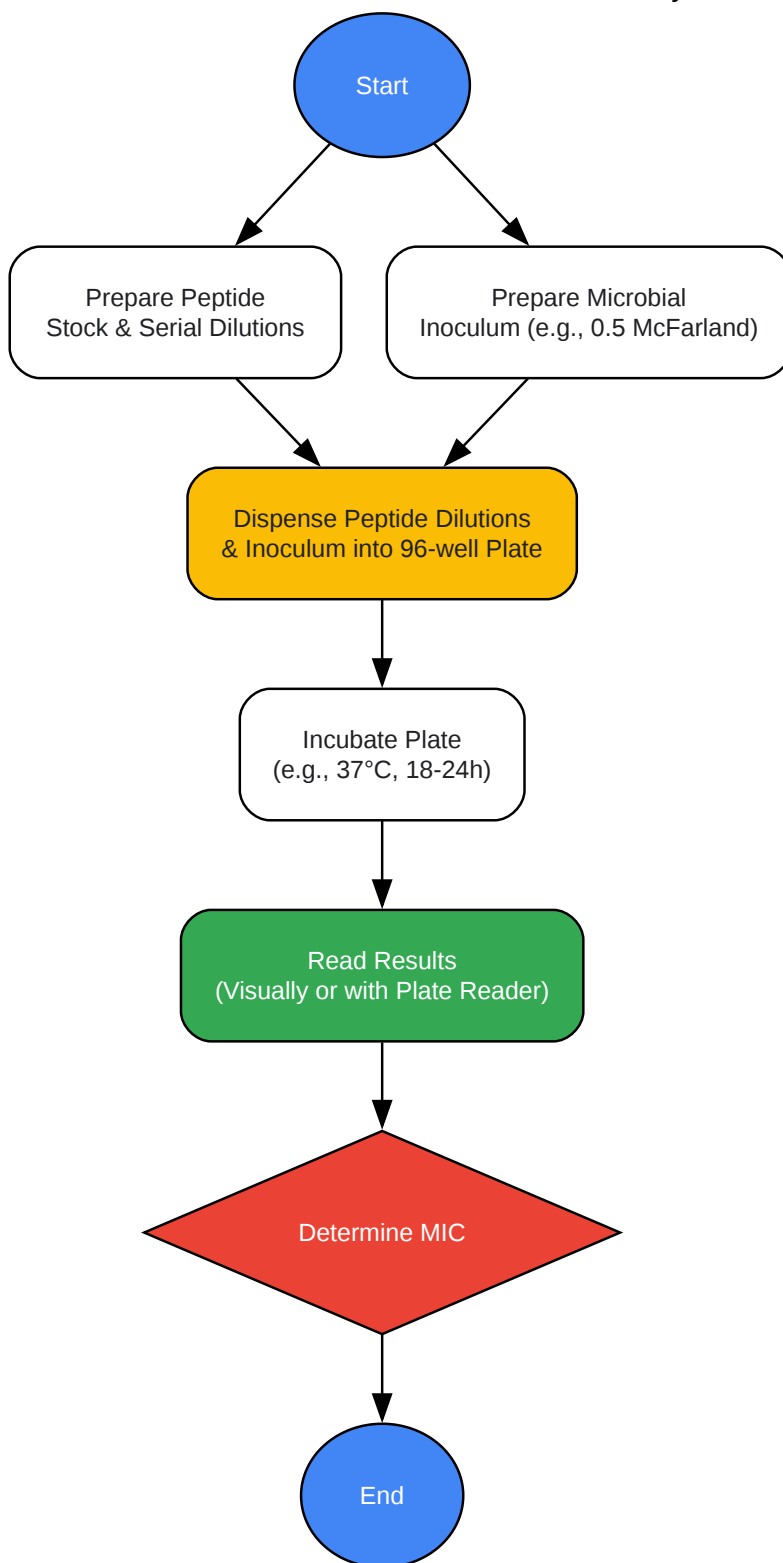 Start
Prepare Peptide
Stock & Serial Dilutions
Prepare Microbial
Inoculum (e.g., 0.5 McFarland)
Dispense Peptide Dilutions
& Inoculum into 96-well Plate
Incubate Plate
(e.g., 37°C, 18-24h)
Read Results
(Visually or with Plate Reader)
Determine MIC
End